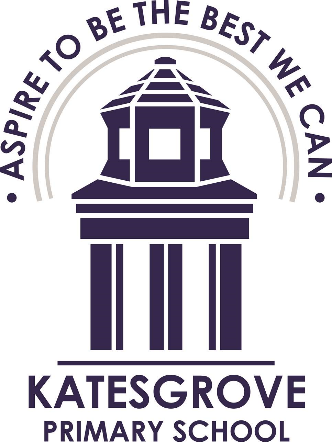 • ASPIRE TO BE THE BEST WE CAN •
KATESGROVE
PRIMARY SCHOOL